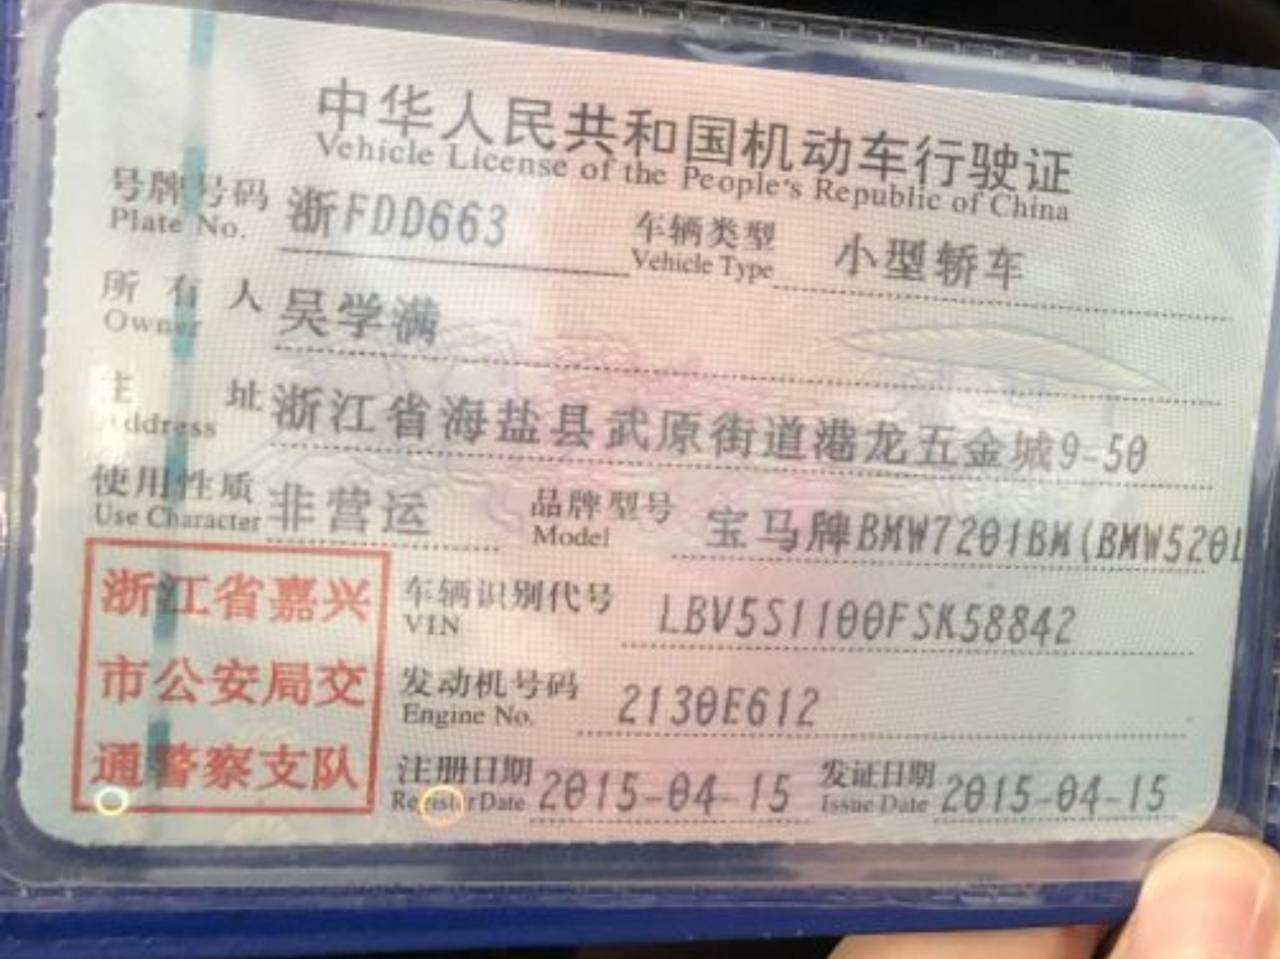 中华人民共和国机动车行驶证
Vehicle License of the People's Republic of China
号牌号码 浙FDD663 车辆类型 小型轿车
Plate No. Vehicle Type
所有人 吴学满
Owner
主址 浙江省海盐县武原街道港龙五金城9-50
Address
使用性质 非营运 品牌型号 宝马牌BMW7201BM(BMW5201
Use Character Model
浙江省嘉兴
市公安局交
通警察支队
车辆识别代号 LBV5S1100FSK58842
VIN
发动机号码 2130E612
Engine No.
注册日期 2015-04-15 发证日期 2015-04-15
Register Date Issue Date